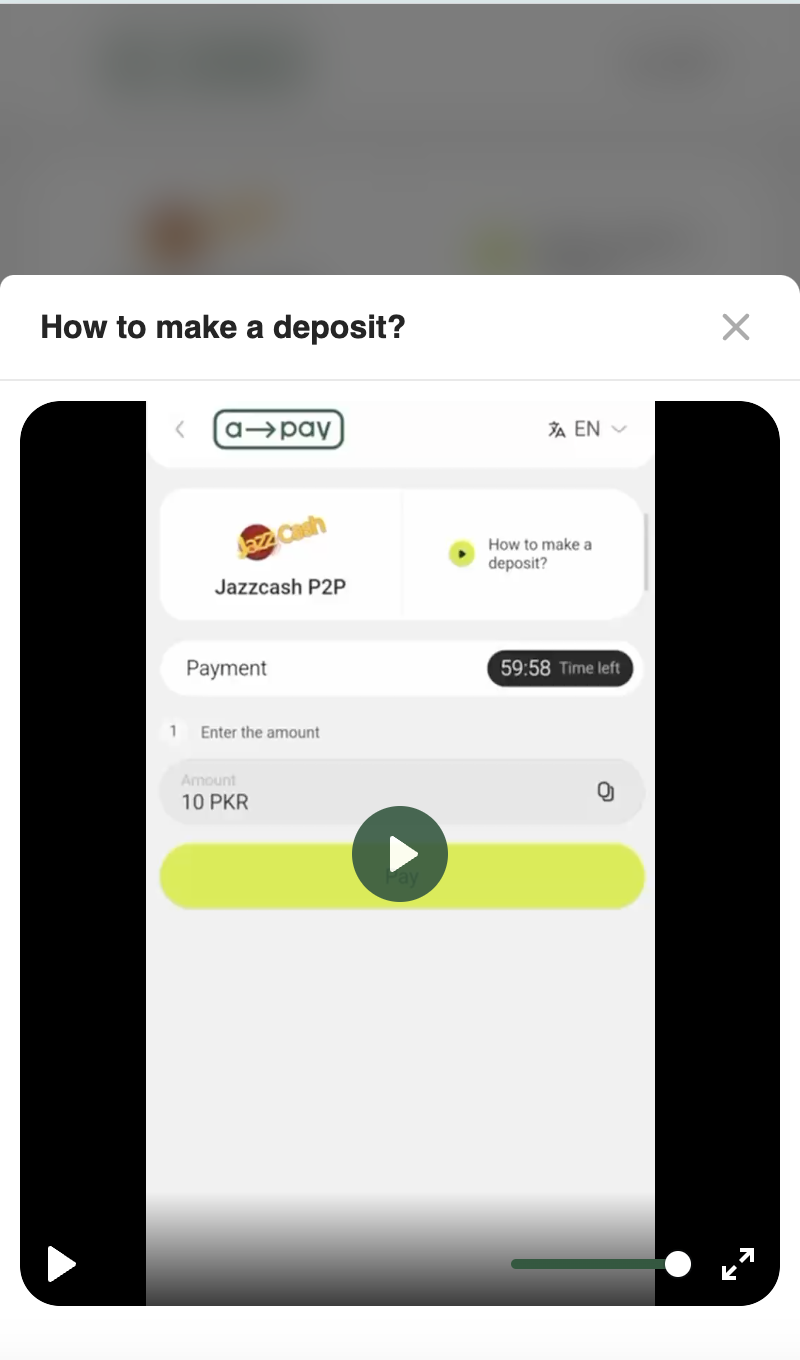 How to make a deposit?
a→pay
EN
JazzCash
Jazzcash P2P
How to make a
deposit?
Payment
59:58 Time left
1 Enter the amount
Amount
10 PKR
Pay